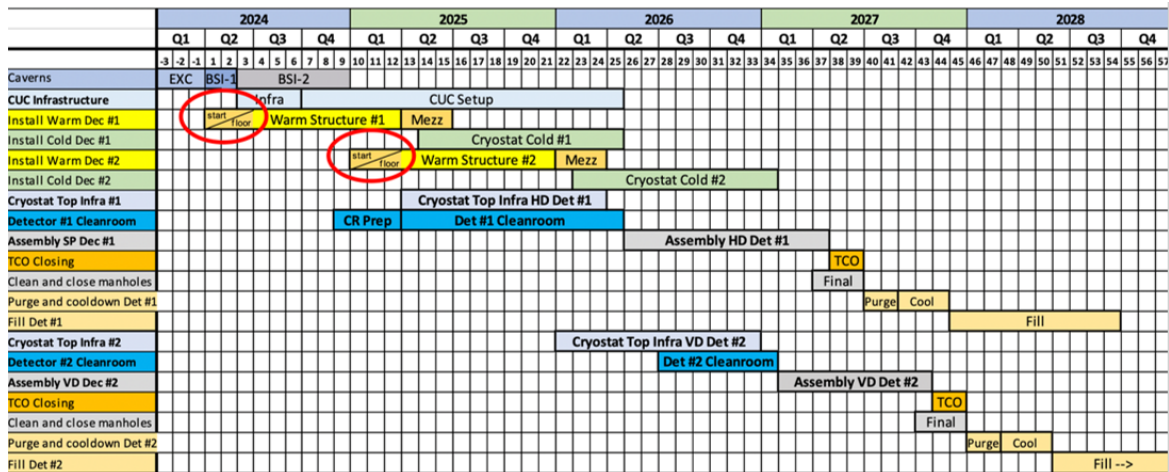 2024 2025 2026 2027 2028
Q1 Q2 Q3 Q4 Q1 Q2 Q3 Q4 Q1 Q2 Q3 Q4 Q1 Q2 Q3 Q4 Q1 Q2 Q3 Q4
-3 -2 -1 1 2 3 4 5 6 7 8 9 10 11 12 13 14 15 16 17 18 19 20 21 22 23 24 25 26 27 28 29 30 31 32 33 34 35 36 37 38 39 40 41 42 43 44 45 46 47 48 49 50 51 52 53 54 55 56 57
Caverns EXC BSI-1 BSI-2
CUC Infrastructure Infra CUC Setup
Install Warm Dec #1 start floor Warm Structure #1 Mezz
Install Cold Dec #1 Cryostat Cold #1
Install Warm Dec #2 start floor Warm Structure #2 Mezz
Install Cold Dec #2 Cryostat Cold #2
Cryostat Top Infra #1 Cryostat Top Infra HD Det #1
Detector #1 Cleanroom CR Prep Det #1 Cleanroom
Assembly SP Dec #1 Assembly HD Det #1
TCO Closing TCO
Clean and close manholes Final
Purge and cooldown Det #1 Purge Cool
Fill Det #1 Fill
Cryostat Top Infra #2 Cryostat Top Infra VD Det #2
Detector #2 Cleanroom Det #2 Cleanroom
Assembly VD Dec #2 Assembly VD Det #2
TCO Closing TCO
Clean and close manholes Final
Purge and cooldown Det #2 Purge Cool
Fill Det #2 Fill -->